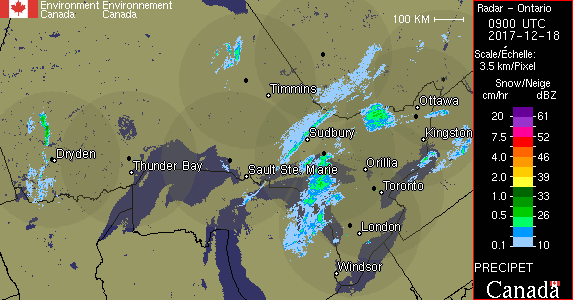 Environment Environnement
Canada Canada
100 KM
Timmins
Ottawa
Sudbury
Kingston
Dryden
Thunder Bay
Sault Ste. Marie
Orillia
Toronto
London
Windsor
Radar - Ontario
0900 UTC
2017-12-18
Scale/Échelle:
3.5 km/Pixel
Snow/Neige
cm/hr dBZ
20 61
7.5 52
4.0 46
2.0 39
1.0 33
0.5 26
0.1 10
PRECIPET
Canada